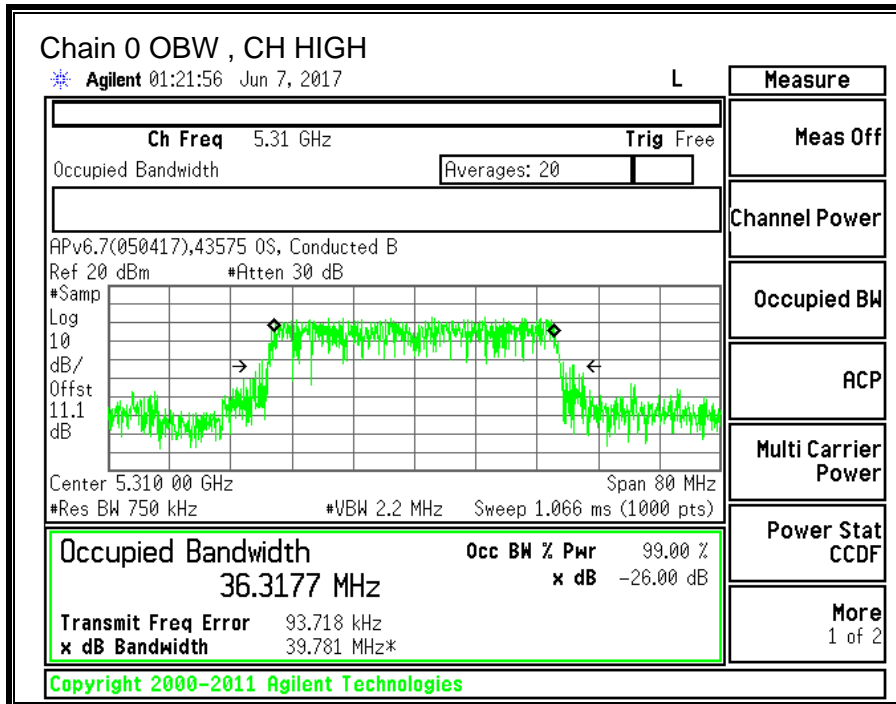 Chain 0 OBW , CH HIGH
Agilent 01:21:56 Jun 7, 2017 L
Measure
Ch Freq 5.31 GHz Trig Free
Meas Off
Occupied Bandwidth Averages: 20
Channel Power
APv6.7(050417),43575 OS, Conducted B
Ref 20 dBm #Atten 30 dB
#Samp
Log
10
dB/
Offst
11.1
dB
Occupied BW
ACP
Multi Carrier
Power
Center 5.310 00 GHz Span 80 MHz
#Res BW 750 kHz #VBW 2.2 MHz Sweep 1.066 ms (1000 pts)
Power Stat
CCDF
Occupied Bandwidth Occ BW % Pwr 99.00 %
36.3177 MHz x dB -26.00 dB
Transmit Freq Error 93.718 kHz
x dB Bandwidth 39.781 MHz*
More
1 of 2
Copyright 2000-2011 Agilent Technologies